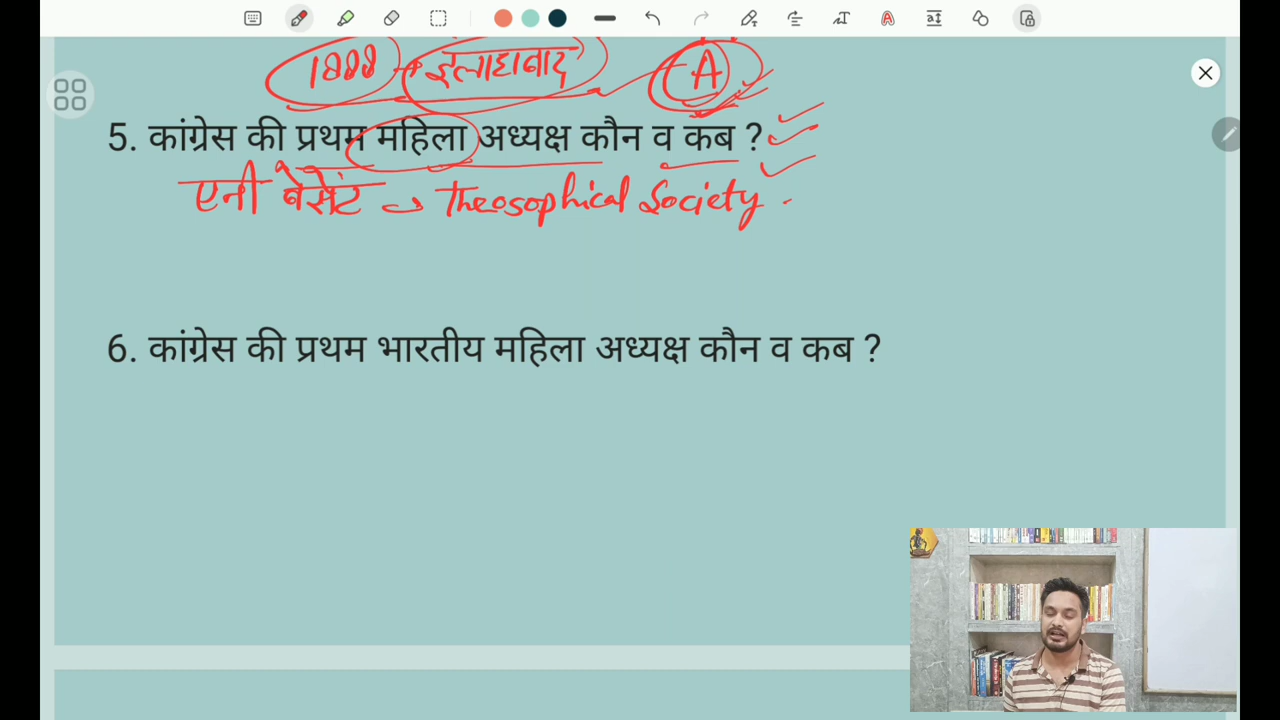 1888 → इलाहाबाद A
5. कांग्रेस की प्रथम महिला अध्यक्ष कौन व कब ?
एनी बेसेंट → Theosophical Society .
6. कांग्रेस की प्रथम भारतीय महिला अध्यक्ष कौन व कब ?